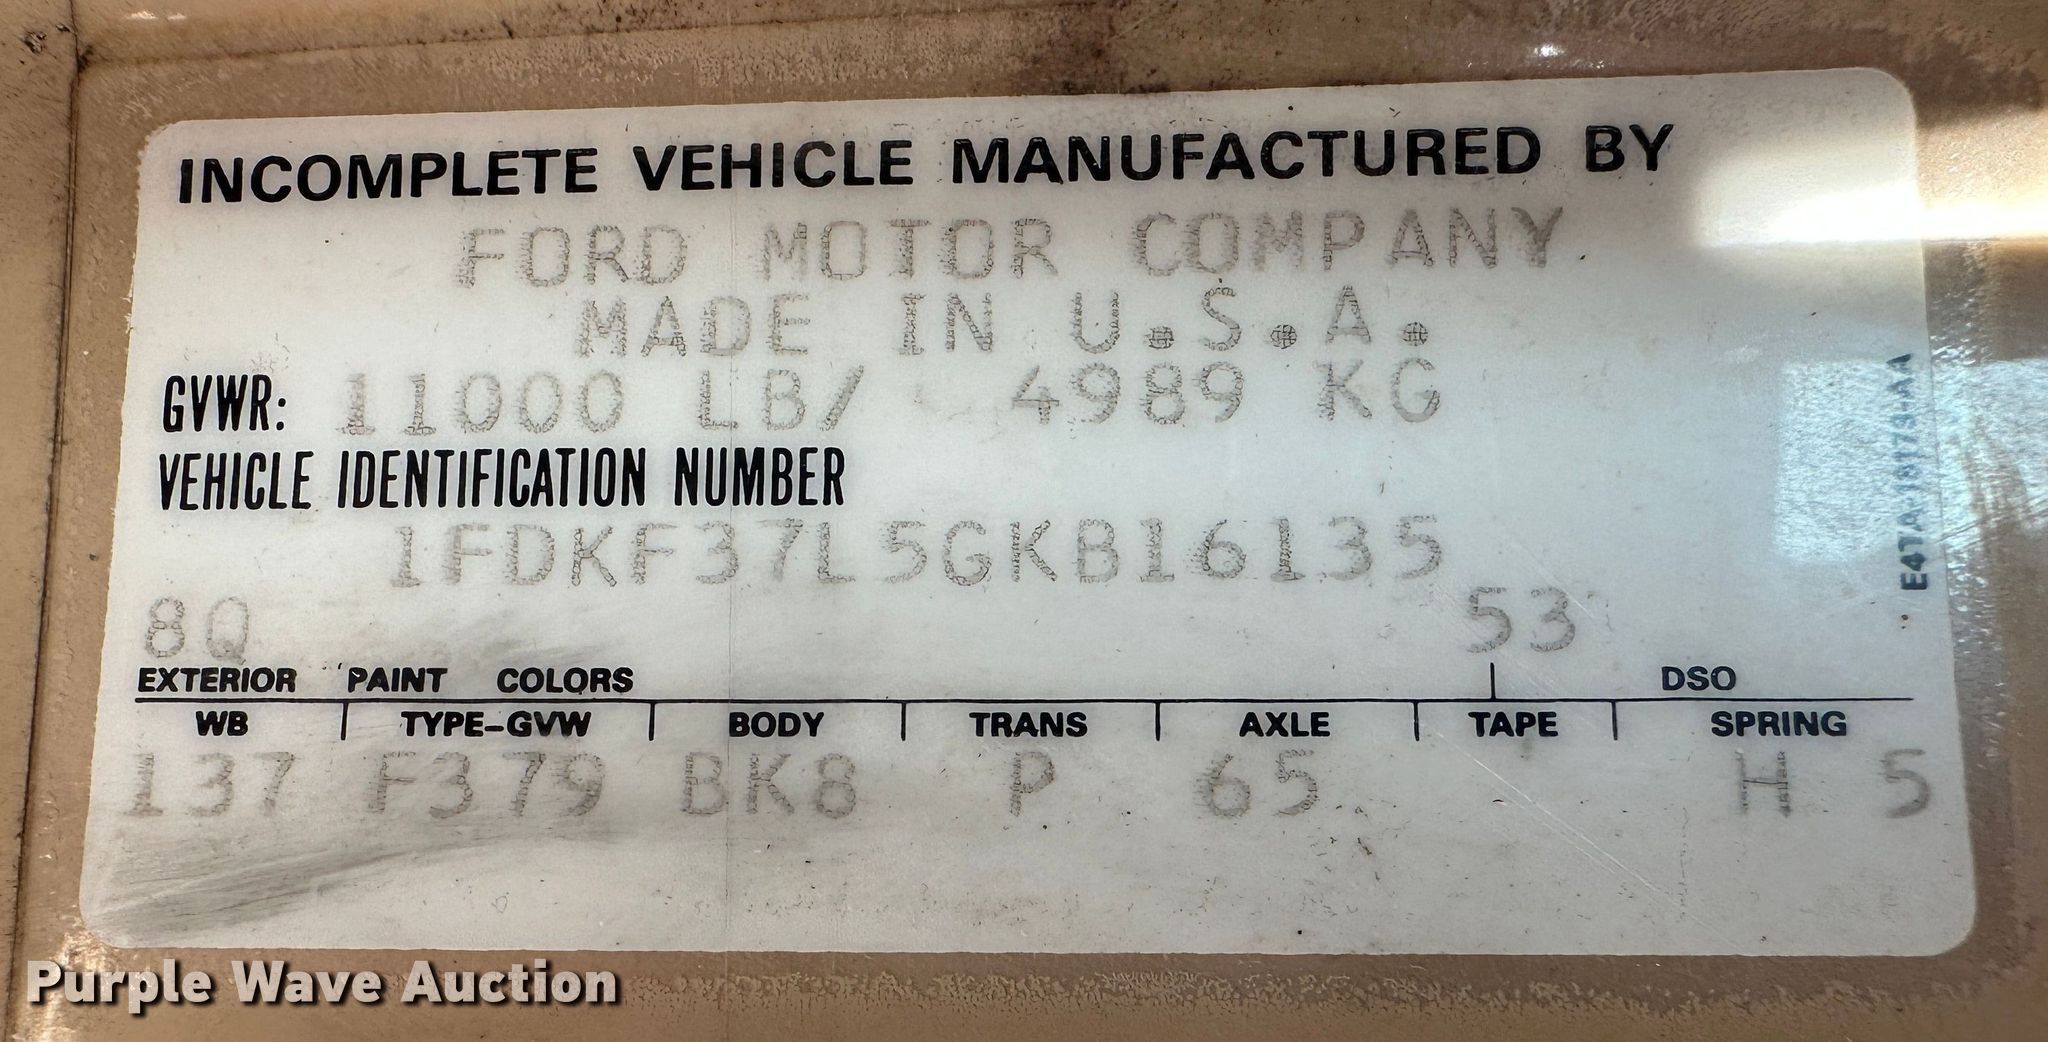 INCOMPLETE VEHICLE MANUFACTURED BY
FORD MOTOR COMPANY
MADE IN U.S.A.
GVWR: 11000 LB/ 4989 KG
VEHICLE IDENTIFICATION NUMBER
1FDKF37L5GKB16135
8Q 53
EXTERIOR PAINT COLORS DSO
WB TYPE-GVW BODY TRANS AXLE TAPE SPRING
137 F379 BK8 P 65 H 5
E47A-18173-AA
Purple Wave Auction